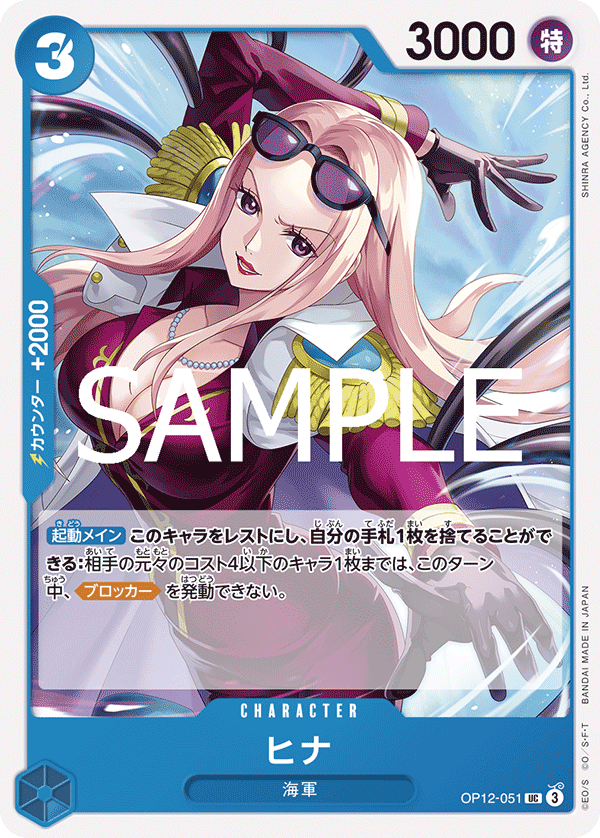 3
3000 特
SHINRA AGENCY Co., Ltd.
カウンター +2000
SAMPLE
起動メイン このキャラをレストにし、自分の手札1枚を捨てることがで
きる:相手の元々のコスト4以下のキャラ1枚までは、このターン
中、ブロッカー を発動できない。
CHARACTER
ヒナ
海軍
OP12-051 UC 3
©E.O/S ©O/S・F・T BANDAI MADE IN JAPAN